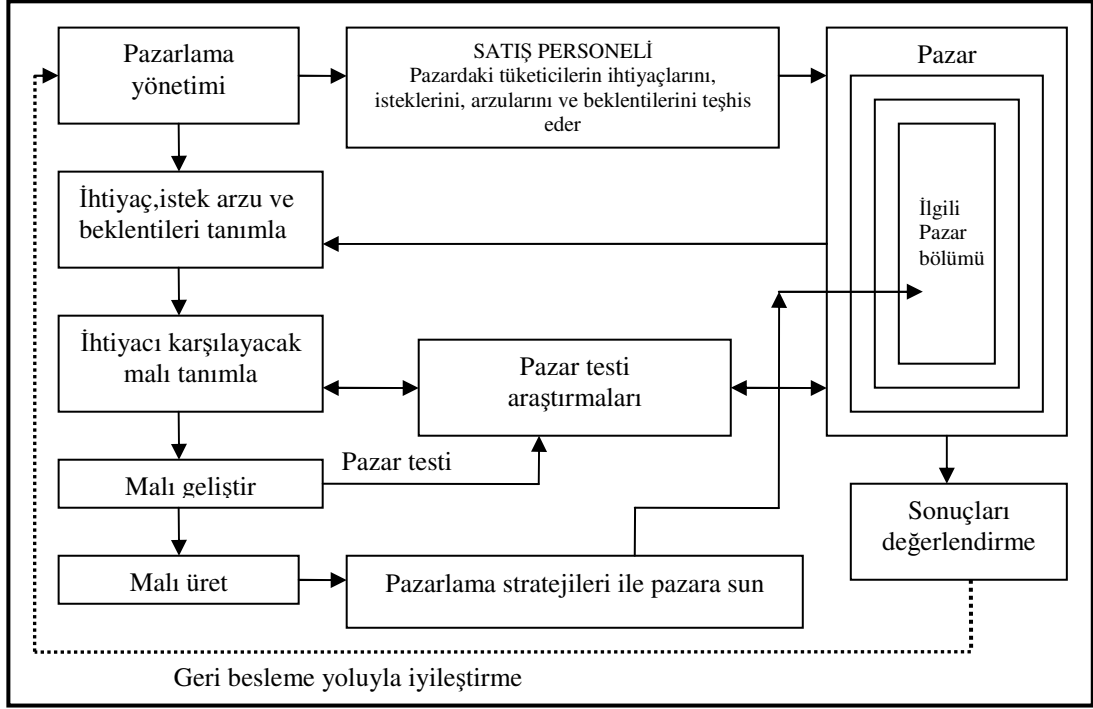 Pazarlama
yönetimi
SATIŞ PERSONELİ
Pazardaki tüketicilerin ihtiyaçlarını,
isteklerini, arzularını ve beklentilerini teşhis
eder
Pazar
İhtiyaç,istek arzu ve
beklentileri tanımla
İlgili
Pazar
bölümü
İhtiyacı karşılayacak
malı tanımla
Pazar testi
araştırmaları
Pazar testi
Malı geliştir
Sonuçları
değerlendirme
Malı üret
Pazarlama stratejileri ile pazara sun
Geri besleme yoluyla iyileştirme